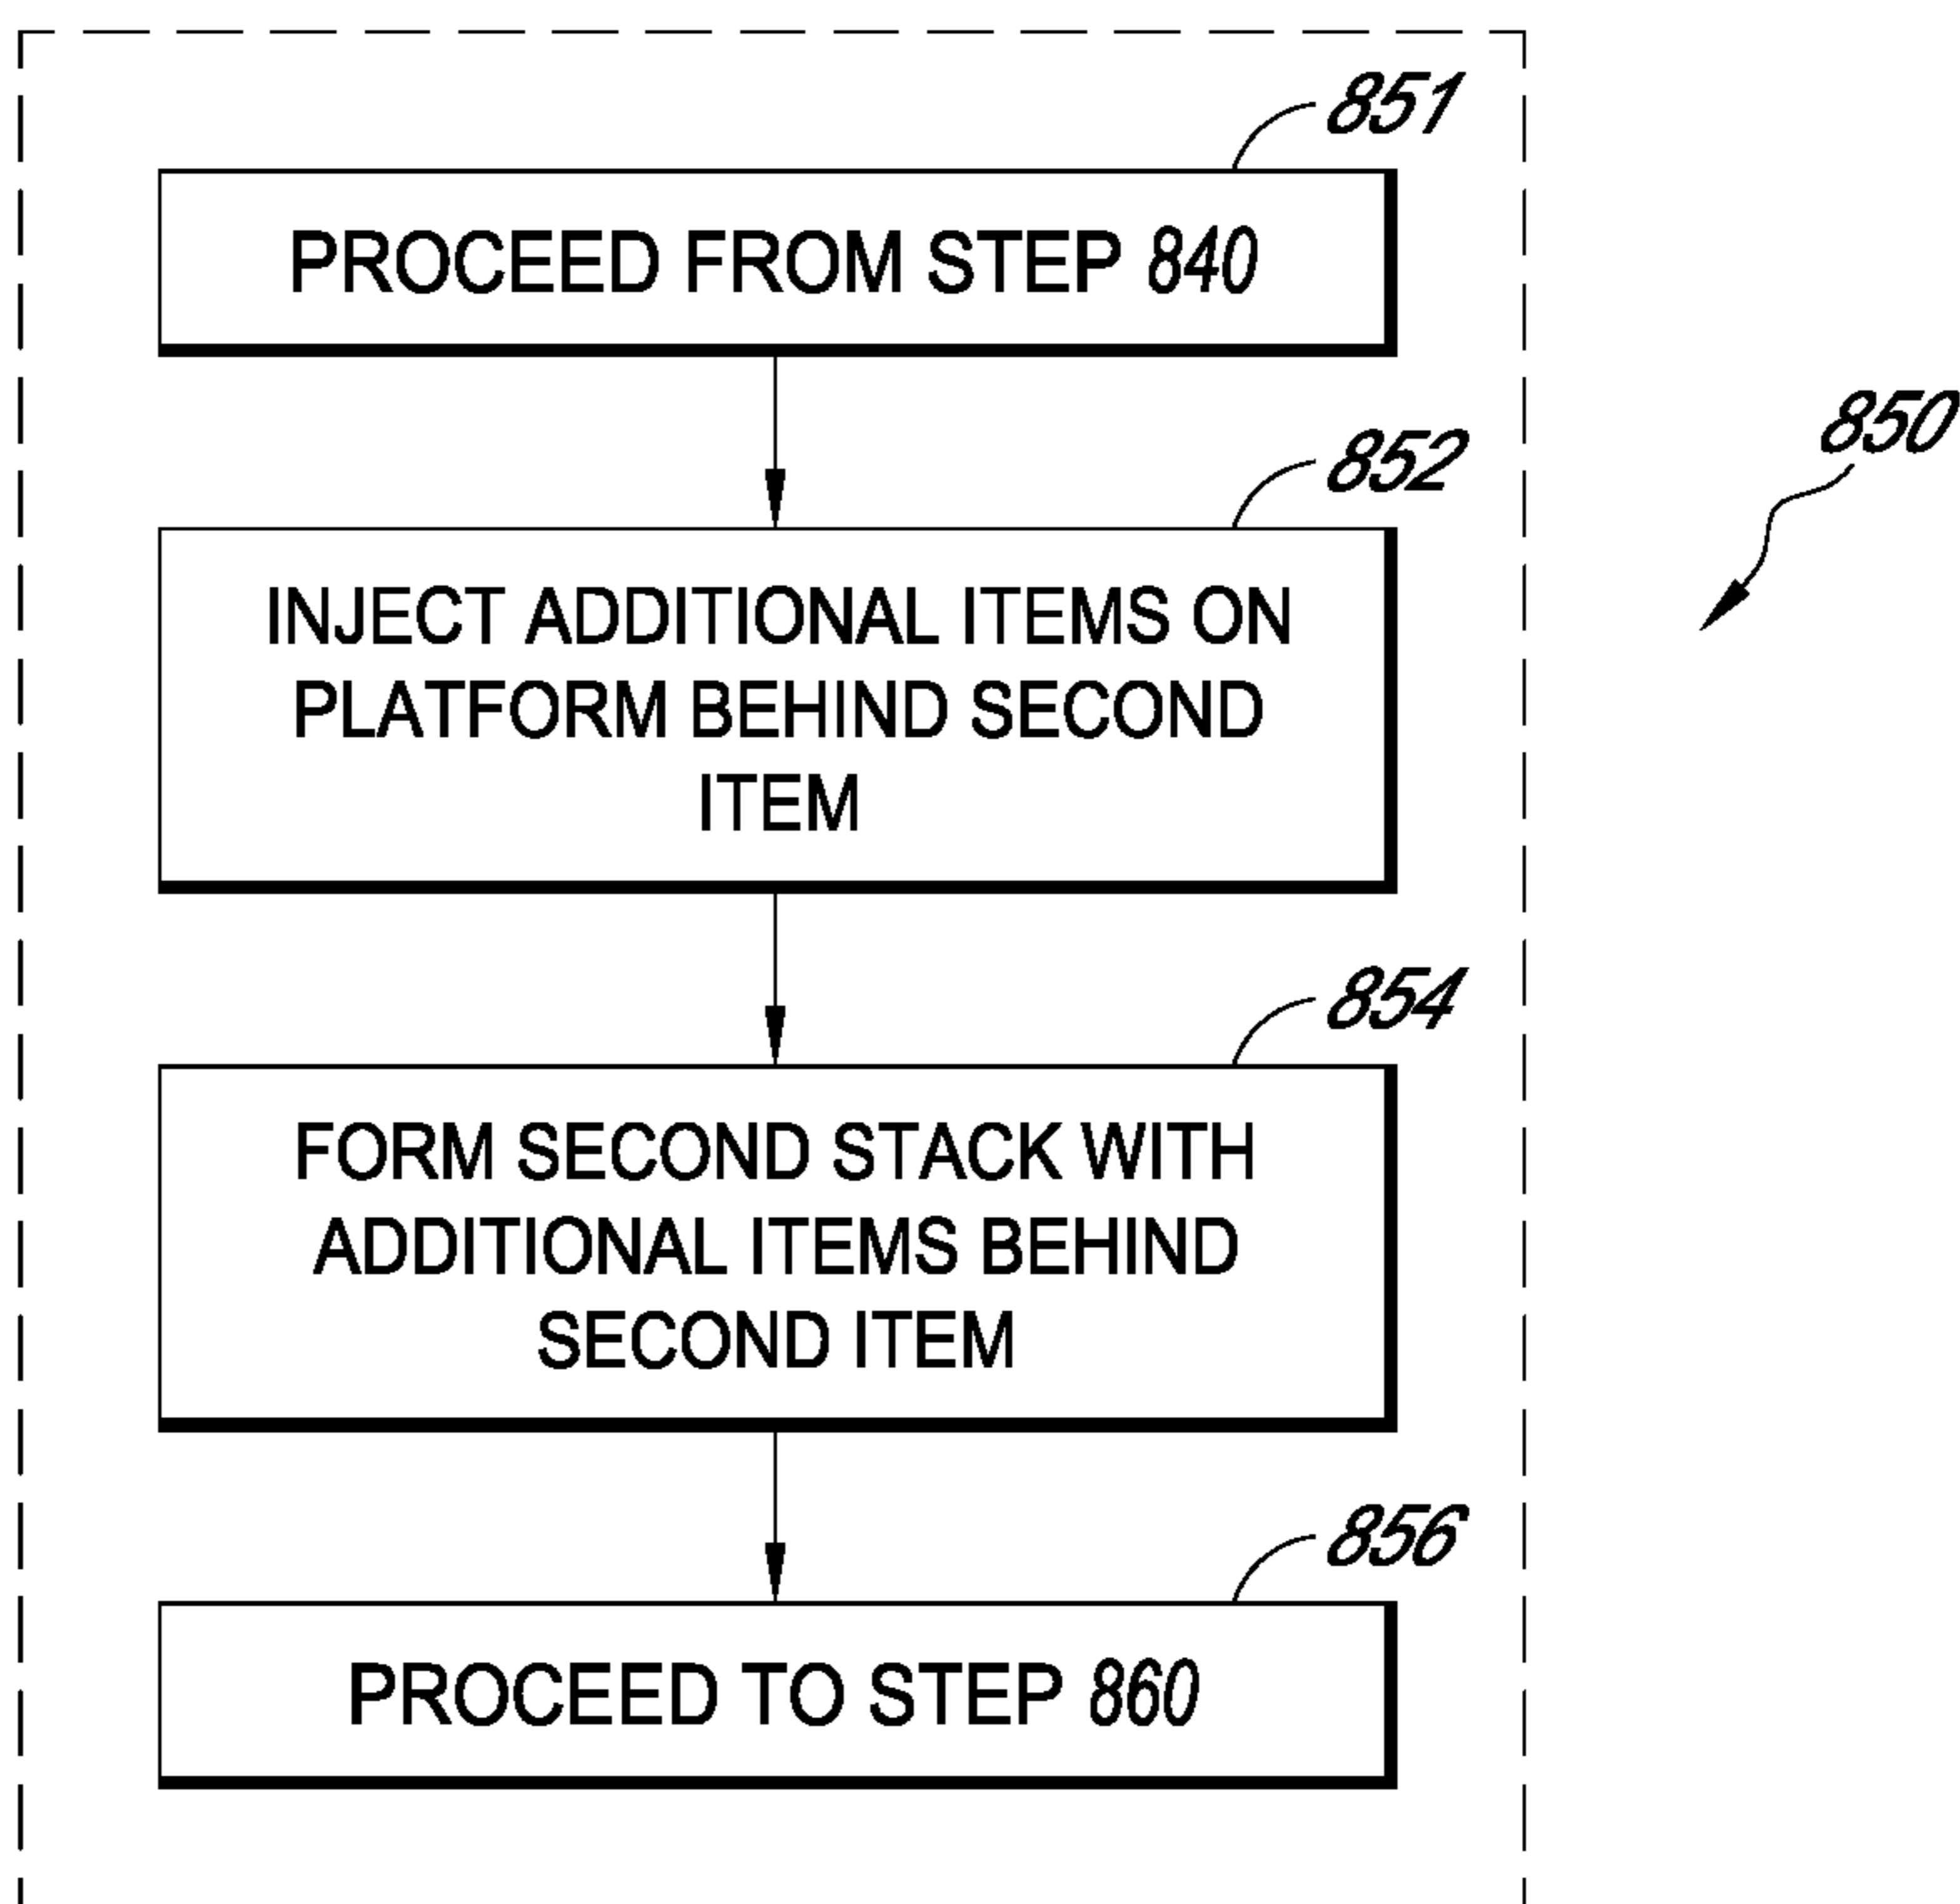 851
PROCEED FROM STEP 840
850
852
INJECT ADDITIONAL ITEMS ON
PLATFORM BEHIND SECOND
ITEM
854
FORM SECOND STACK WITH
ADDITIONAL ITEMS BEHIND
SECOND ITEM
856
PROCEED TO STEP 860